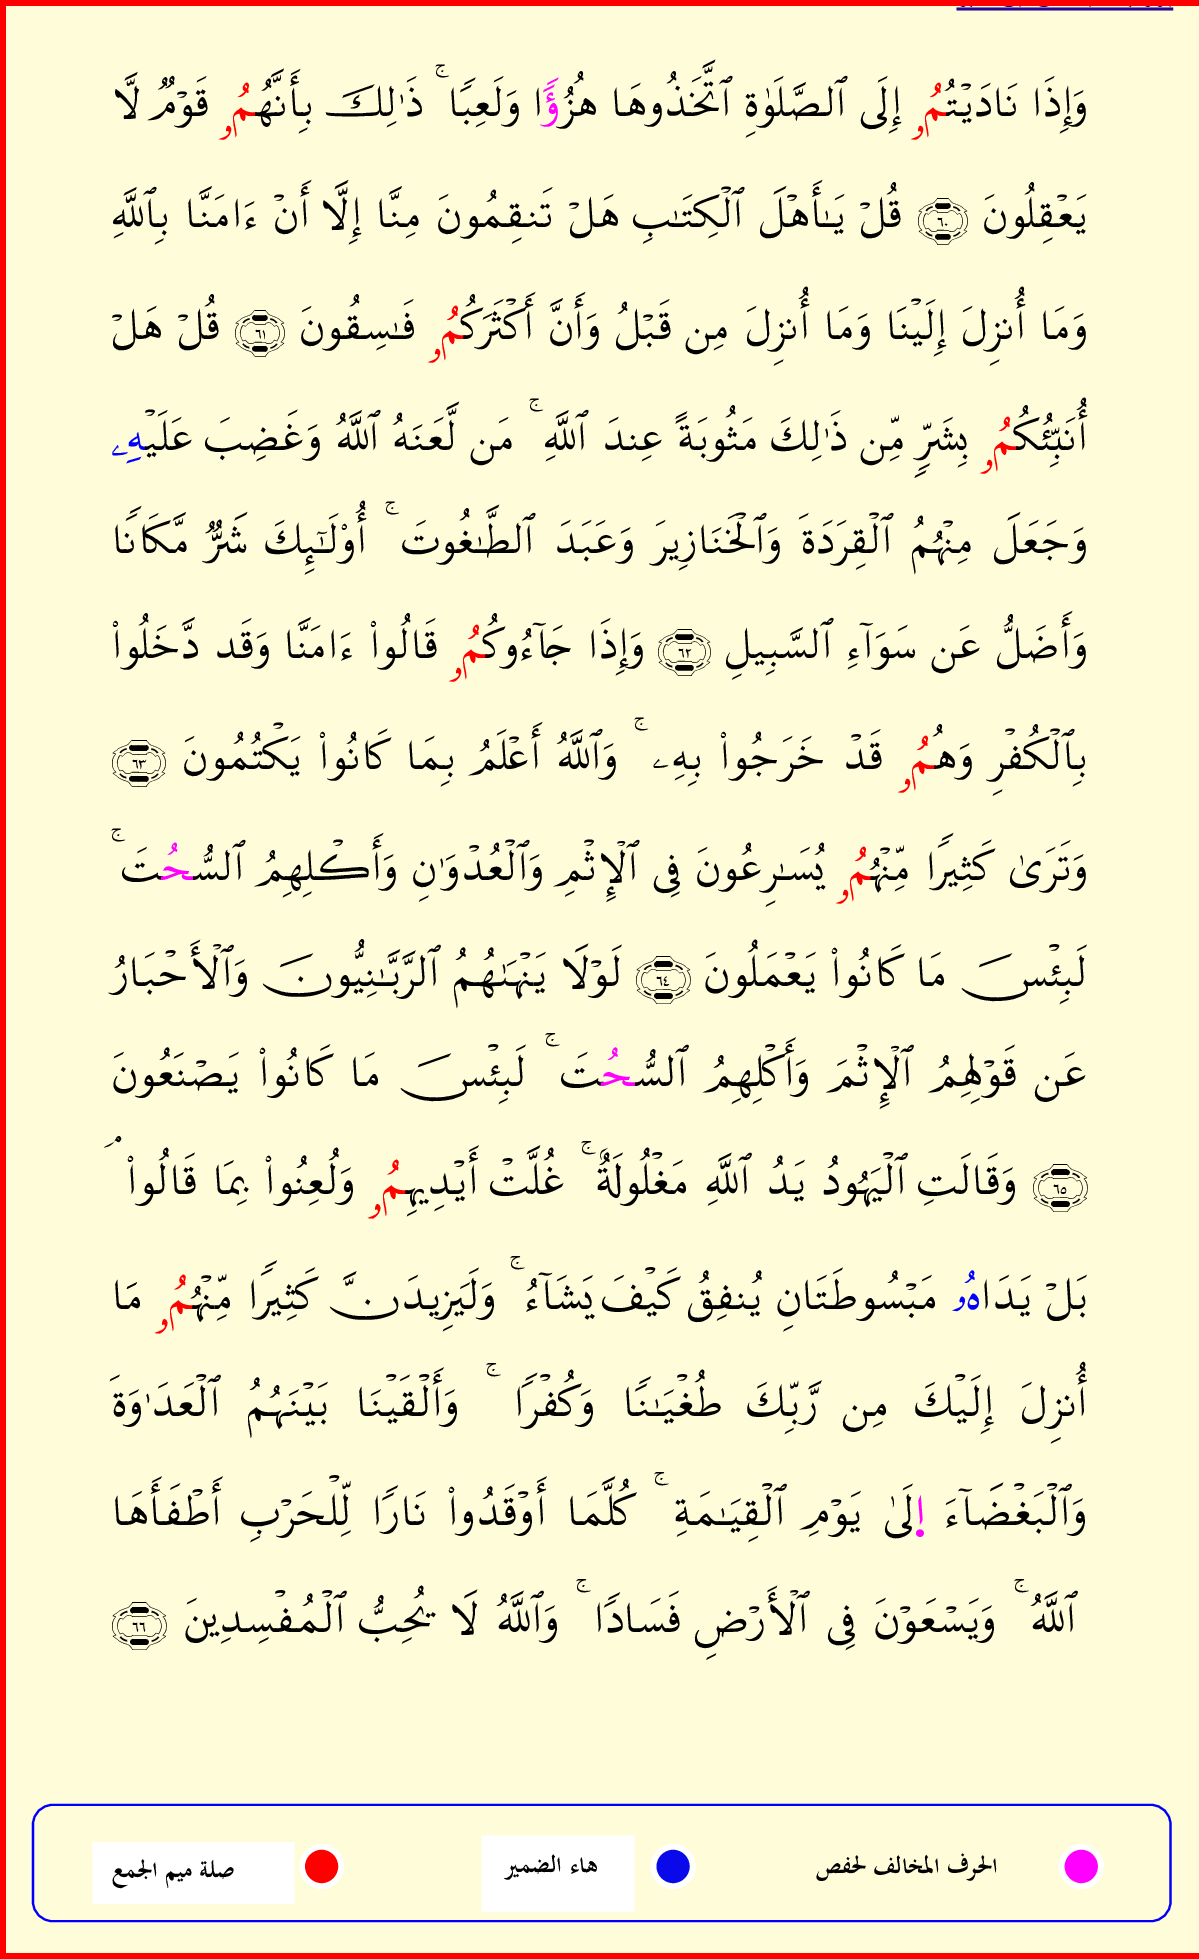 وَإِذَا نَادَيْتُمُۥ إِلَى ٱلصَّلَوٰةِ ٱتَّخَذُوهَا هُزُؤًا وَلَعِبًا ۚ ذَٰلِكَ بِأَنَّهُمُۥ قَوْمٌ لَّا
يَعْقِلُونَ ٦٠ قُلْ يَـٰٓأَهْلَ ٱلْكِتَـٰبِ هَلْ تَنقِمُونَ مِنَّا إِلَّا أَنْ ءَامَنَّا بِٱللَّهِ
وَمَا أُنزِلَ إِلَيْنَا وَمَا أُنزِلَ مِن قَبْلُ وَأَنَّ أَكْثَرَكُمُۥ فَـٰسِقُونَ ٦١ قُلْ هَلْ
أُنَبِّئُكُمُۥ بِشَرٍّ مِّن ذَٰلِكَ مَثُوبَةً عِندَ ٱللَّهِ ۚ مَن لَّعَنَهُ ٱللَّهُ وَغَضِبَ عَلَيْهِۦ
وَجَعَلَ مِنْهُمُ ٱلْقِرَدَةَ وَٱلْخَنَازِيرَ وَعَبَدَ ٱلطَّـٰغُوتَ ۚ أُوْلَـٰٓئِكَ شَرٌّ مَّكَانًا
وَأَضَلُّ عَن سَوَآءِ ٱلسَّبِيلِ ٦٢ وَإِذَا جَآءُوكُمُۥ قَالُوا۟ ءَامَنَّا وَقَد دَّخَلُوا۟
بِٱلْكُفْرِ وَهُمُۥ قَدْ خَرَجُوا۟ بِهِۦ ۚ وَٱللَّهُ أَعْلَمُ بِمَا كَانُوا۟ يَكْتُمُونَ ٦٣
وَتَرَىٰ كَثِيرًا مِّنْهُمُۥ يُسَـٰرِعُونَ فِى ٱلْإِثْمِ وَٱلْعُدْوَٰنِ وَأَكْلِهِمُ ٱلسُّحُتَ ۚ
لَبِئْسَ مَا كَانُوا۟ يَعْمَلُونَ ٦٤ لَوْلَا يَنْهَىٰهُمُ ٱلرَّبَّـٰنِيُّونَ وَٱلْأَحْبَارُ
عَن قَوْلِهِمُ ٱلْإِثْمَ وَأَكْلِهِمُ ٱلسُّحُتَ ۚ لَبِئْسَ مَا كَانُوا۟ يَصْنَعُونَ
٦٥ وَقَالَتِ ٱلْيَهُودُ يَدُ ٱللَّهِ مَغْلُولَةٌ ۚ غُلَّتْ أَيْدِيهِمُۥ وَلُعِنُوا۟ بِمَا قَالُوا۟ ۘ
بَلْ يَدَاهُۥ مَبْسُوطَتَانِ يُنفِقُ كَيْفَ يَشَآءُ ۚ وَلَيَزِيدَنَّ كَثِيرًا مِّنْهُمُۥ مَا
أُنزِلَ إِلَيْكَ مِن رَّبِّكَ طُغْيَـٰنًا وَكُفْرًا ۚ وَأَلْقَيْنَا بَيْنَهُمُ ٱلْعَدَٰوَةَ
وَٱلْبَغْضَآءَ إِلَىٰ يَوْمِ ٱلْقِيَـٰمَةِ ۚ كُلَّمَا أَوْقَدُوا۟ نَارًا لِّلْحَرْبِ أَطْفَأَهَا
ٱللَّهُ ۚ وَيَسْعَوْنَ فِى ٱلْأَرْضِ فَسَادًا ۚ وَٱللَّهُ لَا يُحِبُّ ٱلْمُفْسِدِينَ ٦٦
الحرف المخالف لحفص
هاء الضمير
صلة ميم الجمع